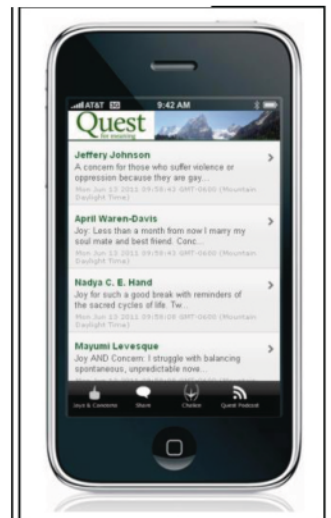 AT&T 3G 9:42 AM
Quest
for meaning
Jeffery Johnson
A concern for those who suffer violence or
oppression because they are gay...
Mon Jun 13 2011 09:58:43 GMT-0600 (Mountain
Daylight Time)
April Waren-Davis
Joy: Less than a month from now I marry my
soul mate and best friend. Conc...
Mon Jun 13 2011 09:58:43 GMT-0600 (Mountain
Daylight Time)
Nadya C. E. Hand
Joy for such a good break with reminders of
the sacred cycles of life. Tw...
Mon Jun 13 2011 09:58:08 GMT-0600 (Mountain
Daylight Time)
Mayumi Levesque
Joy AND Concern: I struggle with balancing
spontaneous, unpredictable nove...
Joys & Concerns Share Chalice Quest Podcast